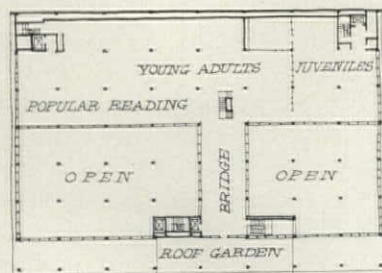 YOUNG ADULTS
JUVENILES
POPULAR READING
OPEN
BRIDGE
OPEN
ROOF GARDEN